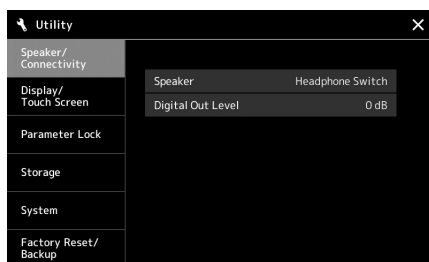 Utility
Speaker/
Connectivity
Display/
Touch Screen
Parameter Lock
Storage
System
Factory Reset/
Backup
Speaker Headphone Switch
Digital Out Level 0 dB